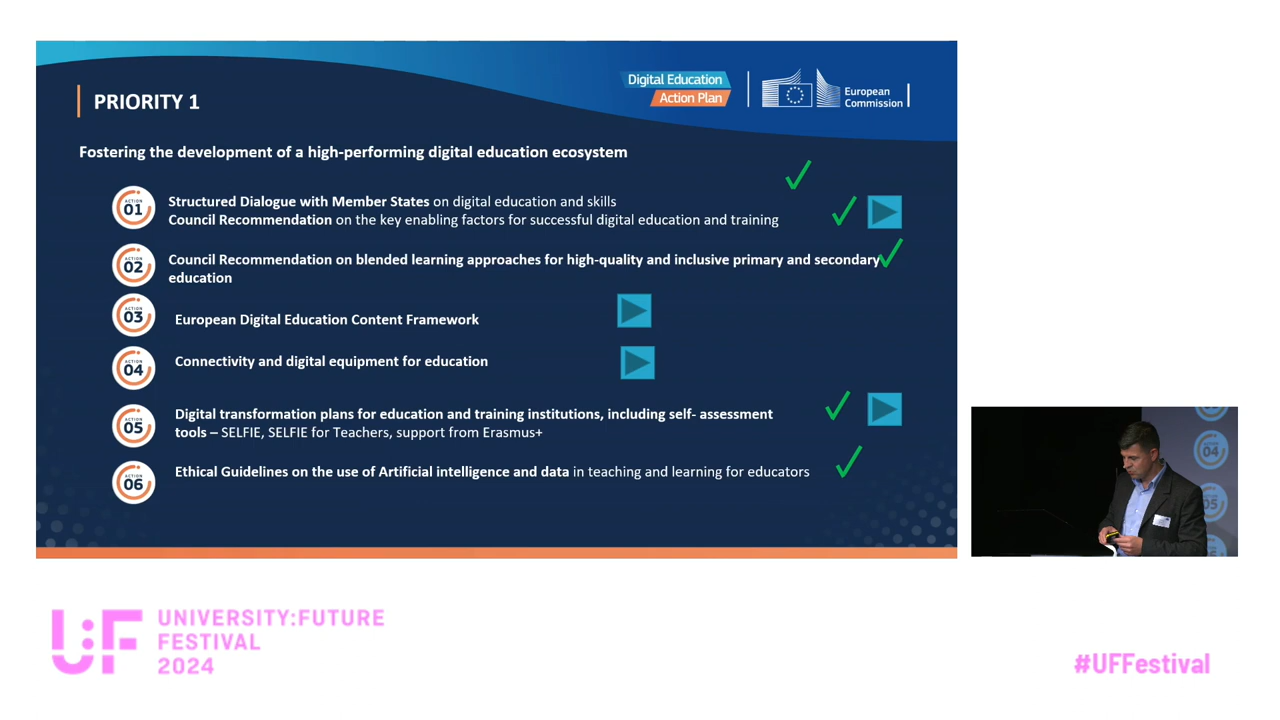 PRIORITY 1
Digital Education
Action Plan
European
Commission
Fostering the development of a high-performing digital education ecosystem
ACTION
01
Structured Dialogue with Member States on digital education and skills
Council Recommendation on the key enabling factors for successful digital education and training
ACTION
02
Council Recommendation on blended learning approaches for high-quality and inclusive primary and secondary
education
ACTION
03
European Digital Education Content Framework
ACTION
04
Connectivity and digital equipment for education
ACTION
05
Digital transformation plans for education and training institutions, including self- assessment
tools – SELFIE, SELFIE for Teachers, support from Erasmus+
ACTION
06
Ethical Guidelines on the use of Artificial intelligence and data in teaching and learning for educators
04
05
U:F
UNIVERSITY:FUTURE
FESTIVAL
2024
#UFFestival